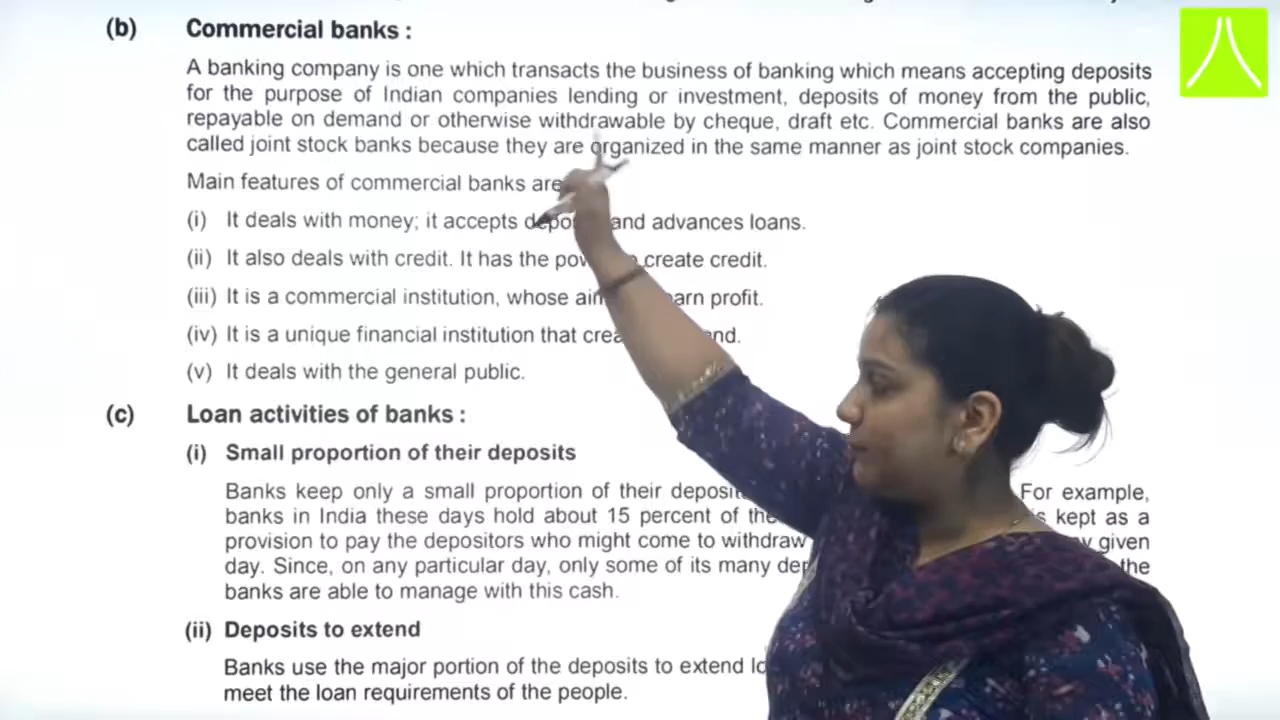 (b) Commercial banks :
A banking company is one which transacts the business of banking which means accepting deposits
for the purpose of Indian companies lending or investment, deposits of money from the public,
repayable on demand or otherwise withdrawable by cheque, draft etc. Commercial banks are also
called joint stock banks because they are organized in the same manner as joint stock companies.
Main features of commercial banks are
(i) It deals with money; it accepts and advances loans.
(ii) It also deals with credit. It has the create credit.
(iii) It is a commercial institution, whose profit.
(iv) It is a unique financial institution that
(v) It deals with the general public.
(c) Loan activities of banks :
(i) Small proportion of their deposits
Banks keep only a small proportion of their For example,
banks in India these days hold about 15 percent of kept as a
provision to pay the depositors who might come to withdraw given
day. Since, on any particular day, only some of its many the
banks are able to manage with this cash.
(ii) Deposits to extend
Banks use the major portion of the deposits to extend
meet the loan requirements of the people.